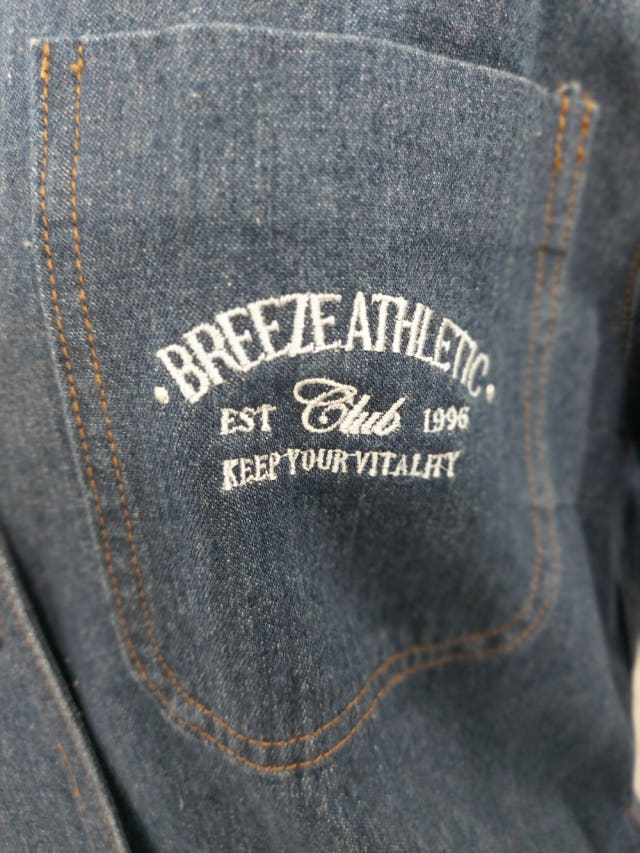 ·BREEZE ATHLETIC·
EST Club 1996
KEEP YOUR VITALITY